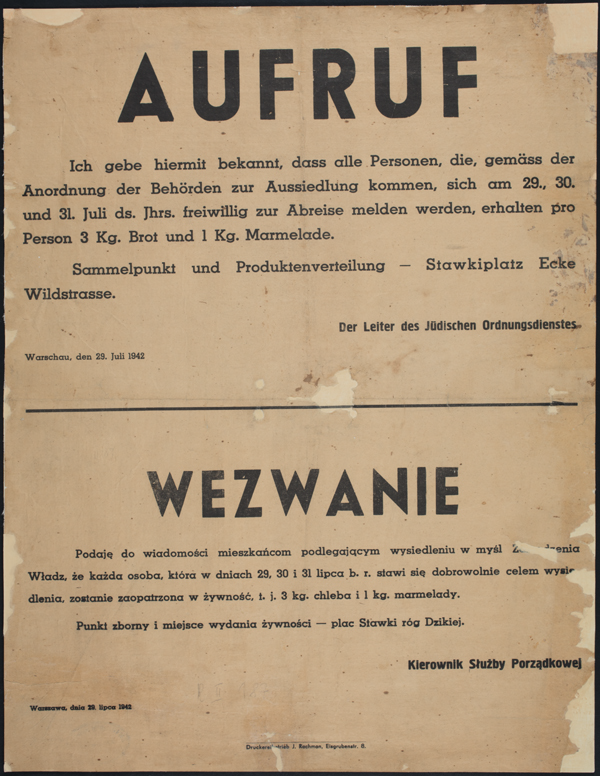 AUFRUF
Ich gebe hiermit bekannt, dass alle Personen, die, gemäss der
Anordnung der Behörden zur Aussiedlung kommen, sich am 29., 30.
und 31. Juli ds. Jhrs. freiwillig zur Abreise melden werden, erhalten pro
Person 3 Kg. Brot und 1 Kg. Marmelade.
Sammelpunkt und Produktenverteilung — Stawkiplatz Ecke
Wildstrasse.
Der Leiter des Jüdischen Ordnungsdienstes
Warschau, den 29. Juli 1942
WEZWANIE
Podaję do wiadomości mieszkańcom podlegającym wysiedleniu w myśl
Władz, że każda osoba, która w dniach 29, 30 i 31 lipca b. r. stawi się dobrowolnie celem
dlenia, zostanie zaopatrzona w żywność, t. j. 3 kg. chleba i 1 kg. marmelady.
Punkt zborny i miejsce wydania żywności — plac Stawki róg Dzikiej.
Kierownik Służby Porządkowej
Warszawa, dnia 29. lipca 1942
J. Rachman, Eisgrubenstr.